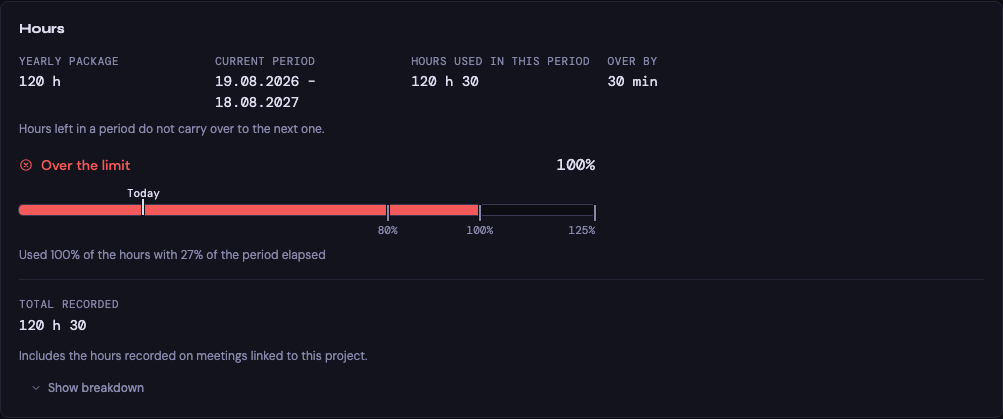 Hours
YEARLY PACKAGE
120 h
CURRENT PERIOD
19.08.2026 –
18.08.2027
HOURS USED IN THIS PERIOD
120 h 30
OVER BY
30 min
Hours left in a period do not carry over to the next one.
Over the limit
100%
Today
80%
100%
125%
Used 100% of the hours with 27% of the period elapsed
TOTAL RECORDED
120 h 30
Includes the hours recorded on meetings linked to this project.
Show breakdown